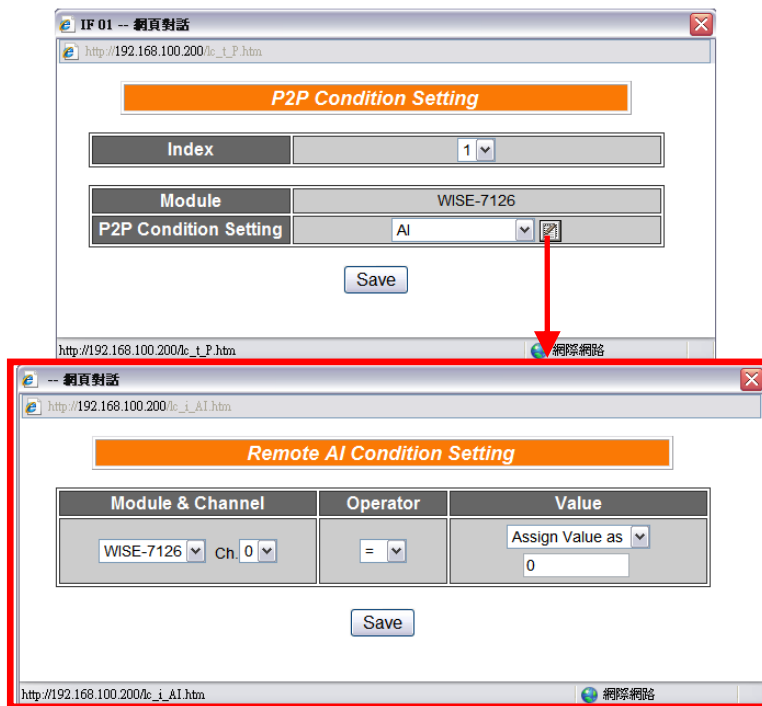 IF 01 -- 網頁對話
http://192.168.100.200/lc_t_P.htm
P2P Condition Setting
Index 1
Module WISE-7126
P2P Condition Setting AI
Save
http://192.168.100.200/lc_t_P.htm 網際網路
-- 網頁對話
http://192.168.100.200/lc_i_AI.htm
Remote AI Condition Setting
Module & Channel Operator Value
WISE-7126 Ch. 0 = Assign Value as
0
Save
http://192.168.100.200/lc_i_AI.htm 網際網路